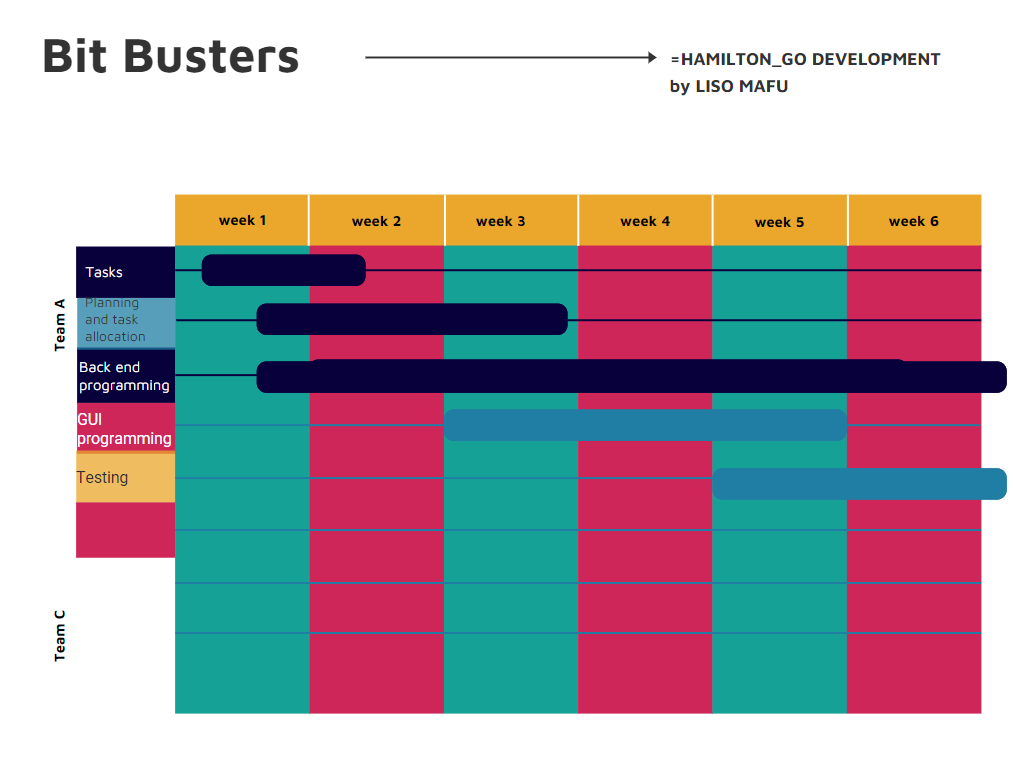 Bit Busters
=HAMILTON_GO DEVELOPMENT
by LISO MAFU
week 1
week 2
week 3
week 4
week 5
week 6
Team A
Tasks
Planning
and task
allocation
Back end
programming
GUI
programming
Testing
Team C